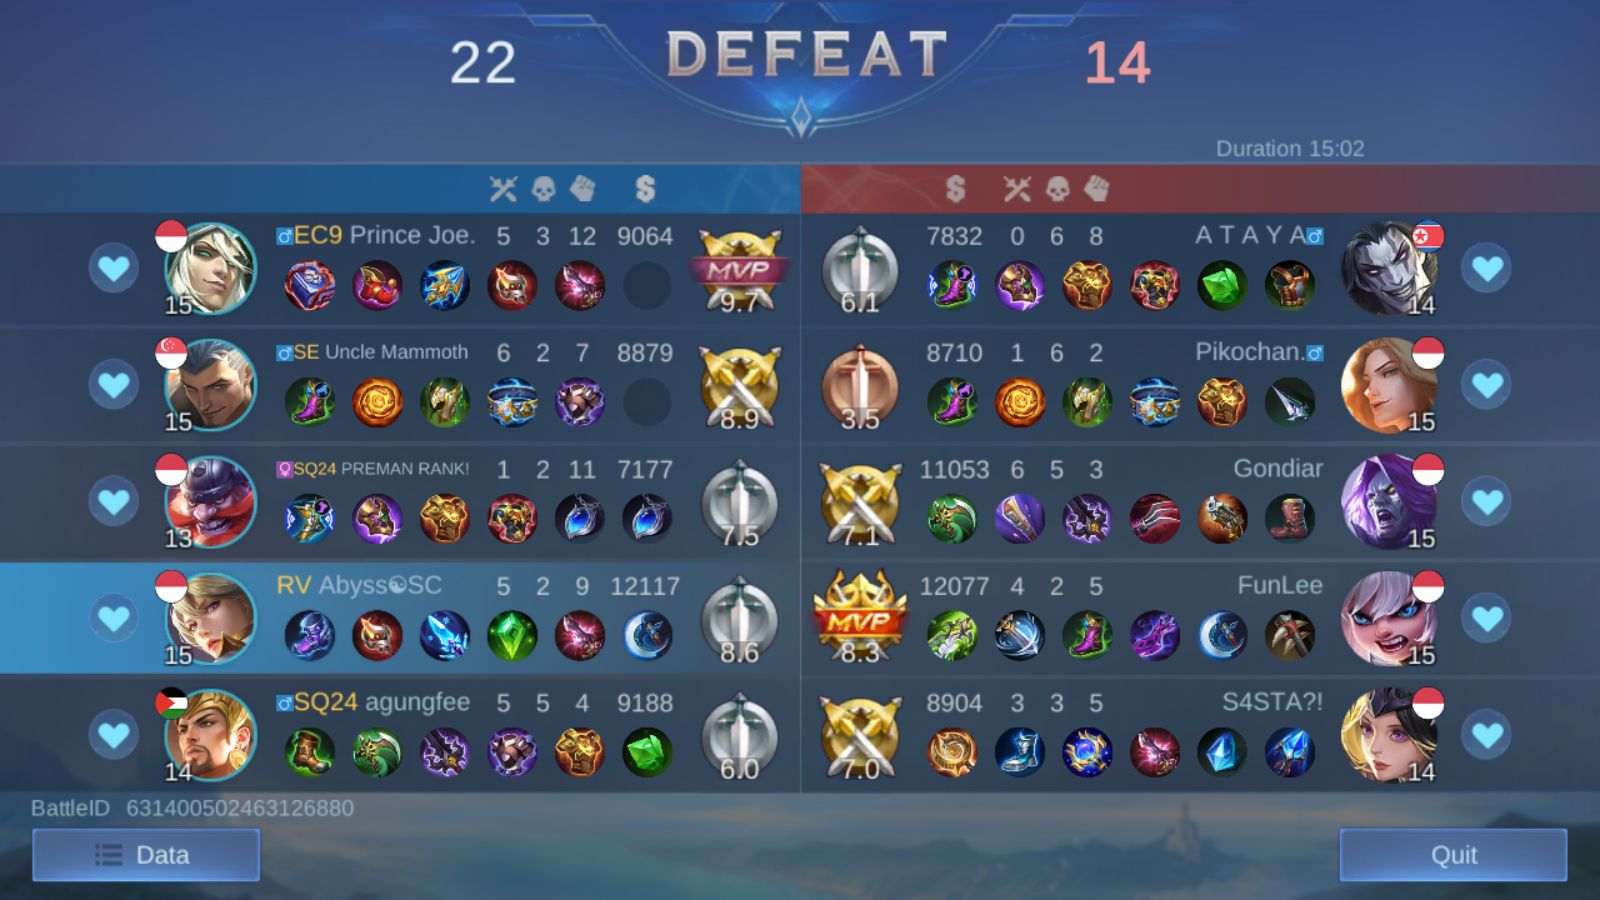 22 DEFEAT 14
Duration 15:02
EC9 Prince Joe. 5 3 12 9064
15 MVP 9.7
7832 0 6 8 A T A Y A
6.1 14
SE Uncle Mammoth 6 2 7 8879
15 8.9
8710 1 6 2 Pikochan.
3.5 15
SQ24 PREMAN RANK! 1 2 11 7177
13 7.5
11053 6 5 3 Gondiar
7.1 15
RV Abyss☯SC 5 2 9 12117
15 8.6
12077 4 2 5 FunLee
MVP 8.3 15
SQ24 agungfee 5 5 4 9188
14 6.0
8904 3 3 5 S4STA?!
7.0 14
BattleID 631400502463126880
Data Quit